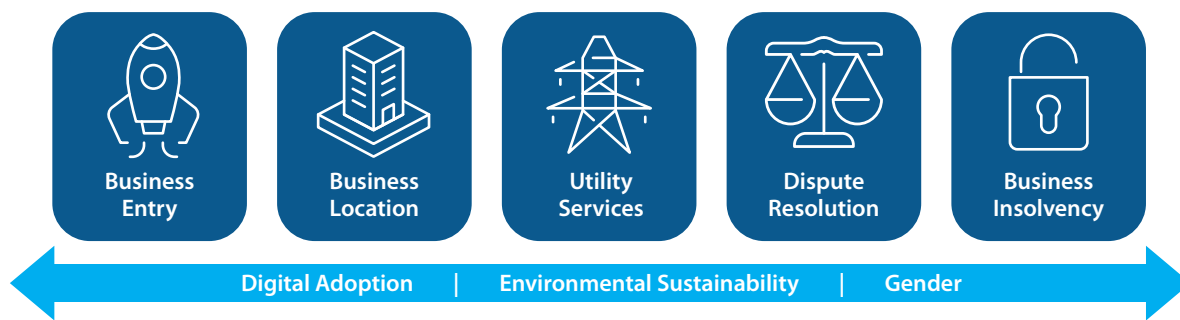 Business
Entry
Business
Location
Utility
Services
Dispute
Resolution
Business
Insolvency
Digital Adoption | Environmental Sustainability | Gender